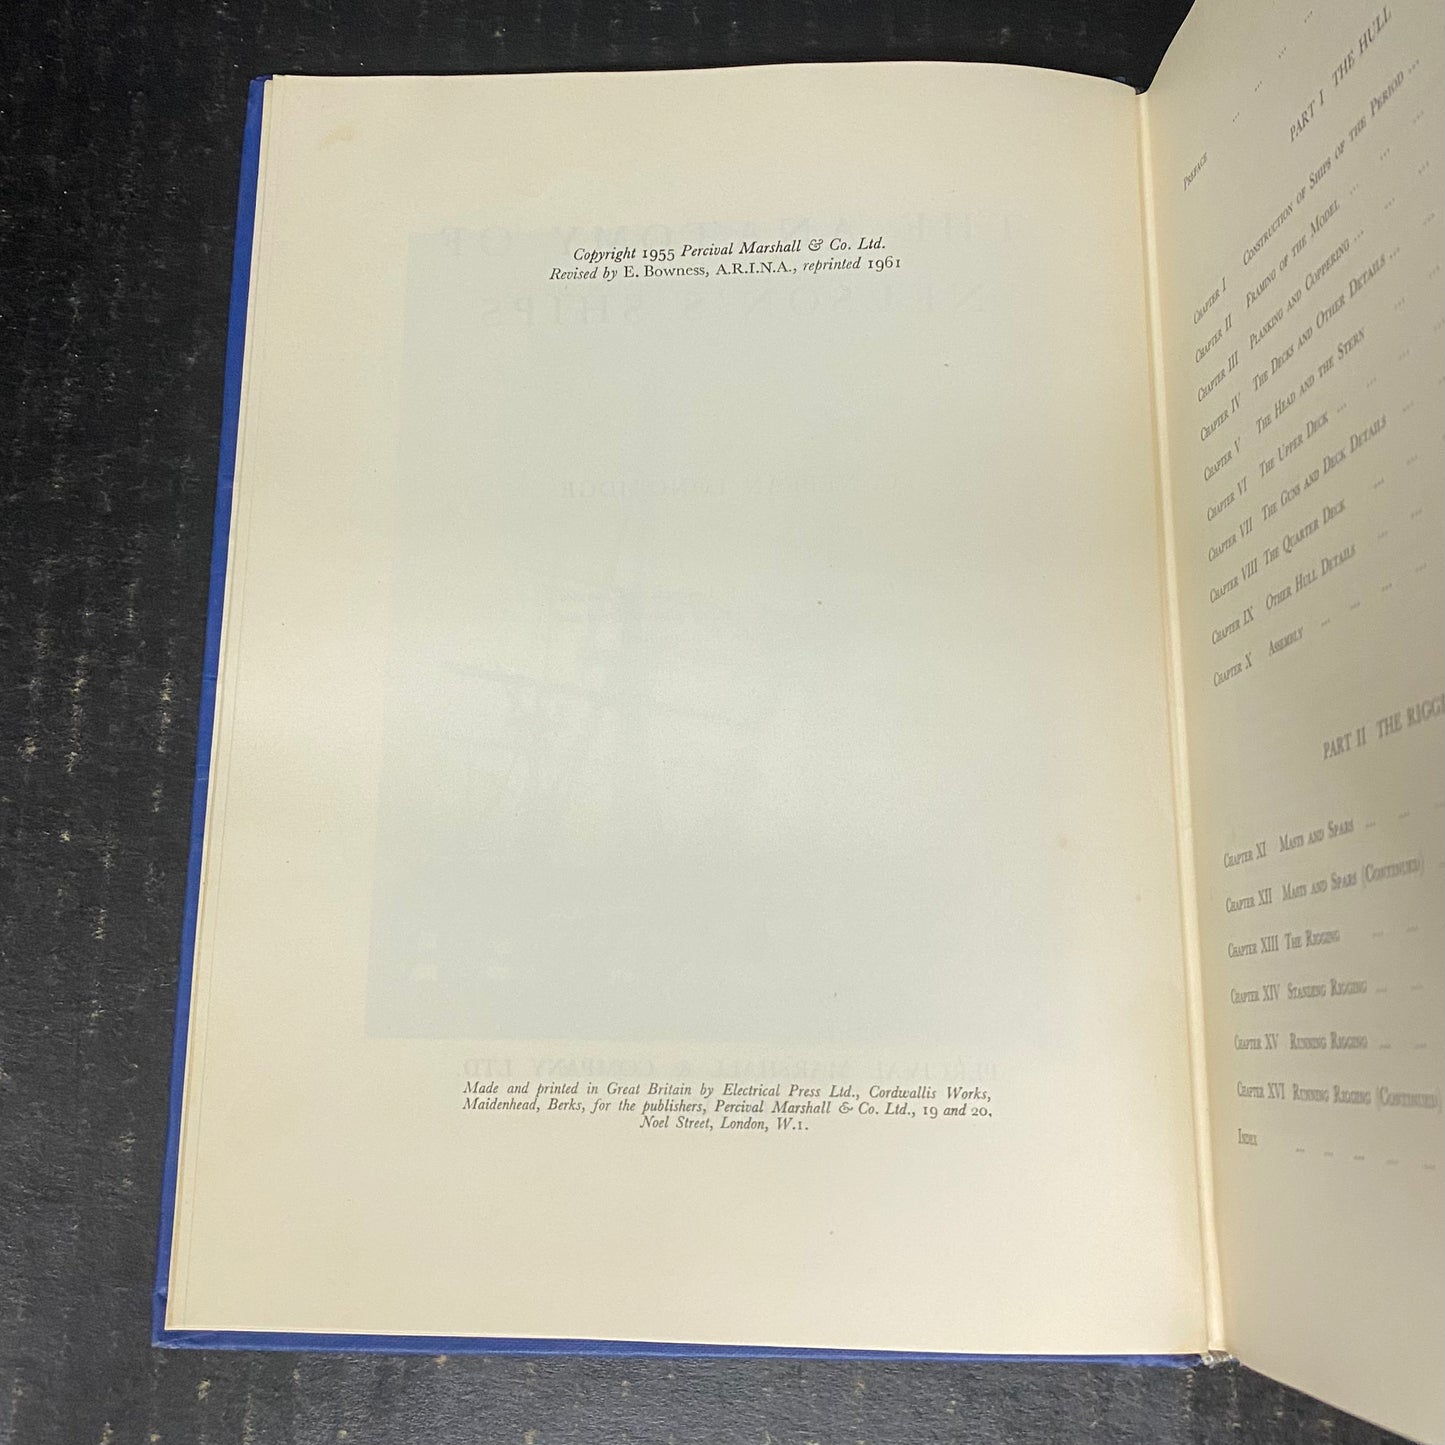 Copyright 1955 Percival Marshall & Co. Ltd.
Revised by E. Bowness, A.R.I.N.A., reprinted 1961
Made and printed in Great Britain by Electrical Press Ltd., Cordwallis Works,
Maidenhead, Berks, for the publishers, Percival Marshall & Co. Ltd., 19 and 20,
Noel Street, London, W.1.
Preface ... ... ... ...
PART I THE HULL
Chapter I Construction of Ships of the Period ...
Chapter II Framing of the Model ... ... ...
Chapter III Planking and Coppering ... ... ...
Chapter IV The Decks and Other Details ... ...
Chapter V The Head and the Stern ... ...
Chapter VI The Upper Deck ... ... ...
Chapter VII The Guns and Deck Details ... ...
Chapter VIII The Quarter Deck ... ...
Chapter IX Other Hull Details ... ...
Chapter X Assembly ... ... ... ...
PART II THE RIGGI
Chapter XI Masts and Spars ... ...
Chapter XII Masts and Spars (Continued)
Chapter XIII The Rigging ... ...
Chapter XIV Standing Rigging ... ...
Chapter XV Running Rigging ... ...
Chapter XVI Running Rigging (Continued)
Index ... ... ... ... ...